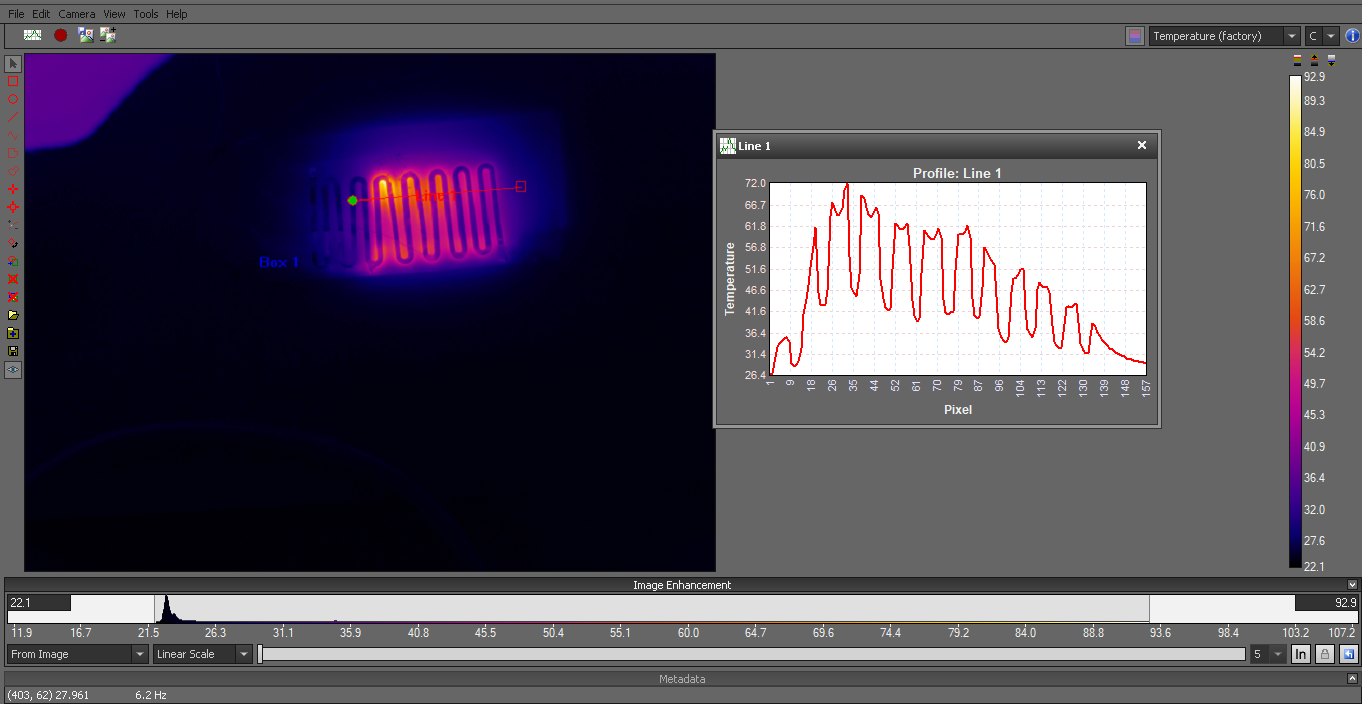 File Edit Camera View Tools Help
Temperature (factory) C
92.9
89.3
84.9
80.5
76.0
71.6
67.2
62.7
58.6
54.2
49.7
45.3
40.9
36.4
32.0
27.6
22.1
Line 1
Box 1
Line 1
Profile: Line 1
Temperature
72.0
66.7
61.8
56.8
51.6
46.6
41.6
36.4
31.4
26.4
1 9 18 26 35 44 52 61 70 79 87 96 104 113 122 130 139 148 157
Pixel
Image Enhancement
22.1 92.9
11.9 16.7 21.5 26.3 31.1 35.9 40.8 45.5 50.4 55.1 60.0 64.7 69.6 74.4 79.2 84.0 88.8 93.6 98.4 103.2 107.2
From Image Linear Scale 5 In
Metadata
(403, 62) 27.961 6.2 Hz